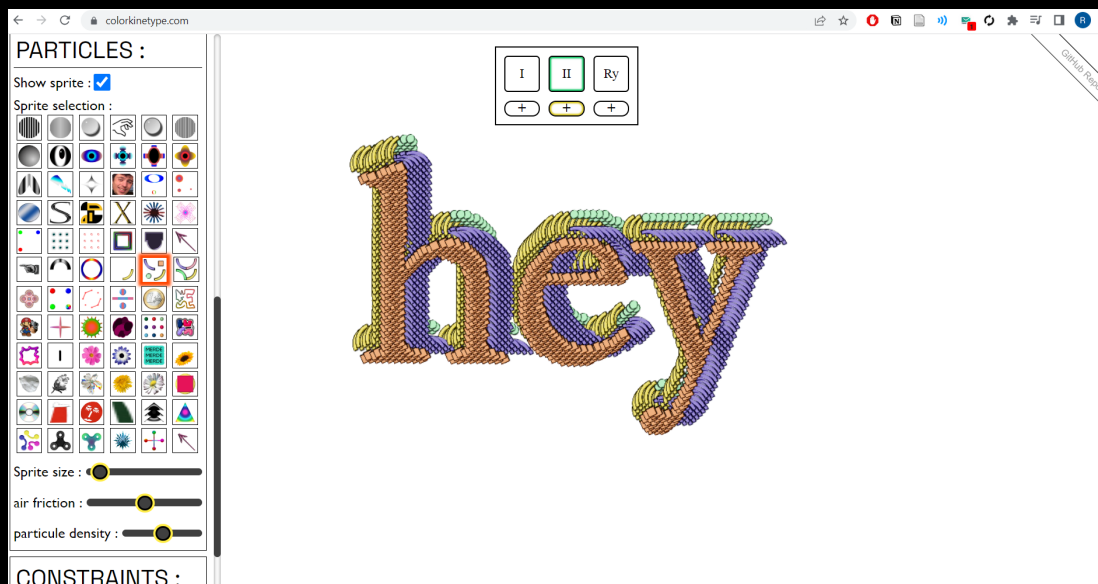 colorkinetype.com
R
PARTICLES :
GitHub Repo
Show sprite :
I II Ry
Sprite selection :
+ + +
hey
MERDE
MERDE
MERDE
Sprite size :
air friction :
particule density :
CONSTRAINTS :